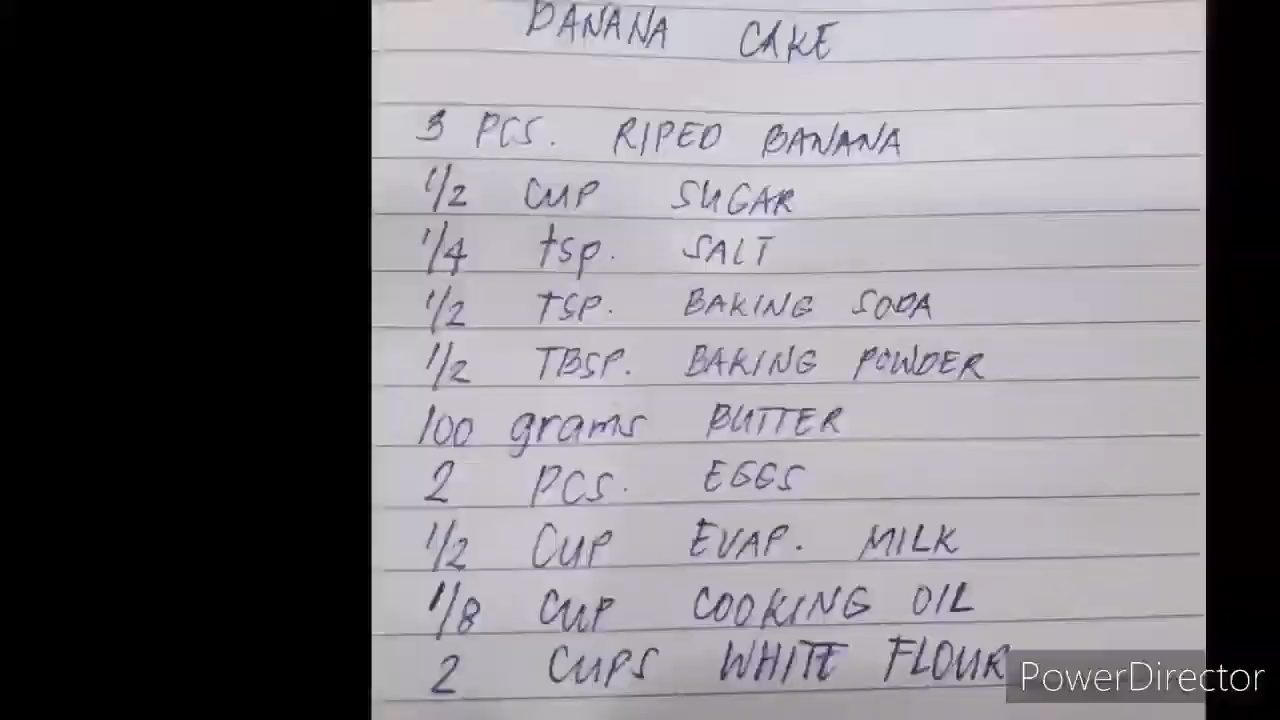 BANANA CAKE
3 PCS. RIPED BANANA
1/2 CUP SUGAR
1/4 tsp. SALT
1/2 TSP. BAKING SODA
1/2 TBSP. BAKING POWDER
100 grams BUTTER
2 PCS. EGGS
1/2 CUP EVAP. MILK
1/8 CUP COOKING OIL
2 CUPS WHITE FLOUR
PowerDirector